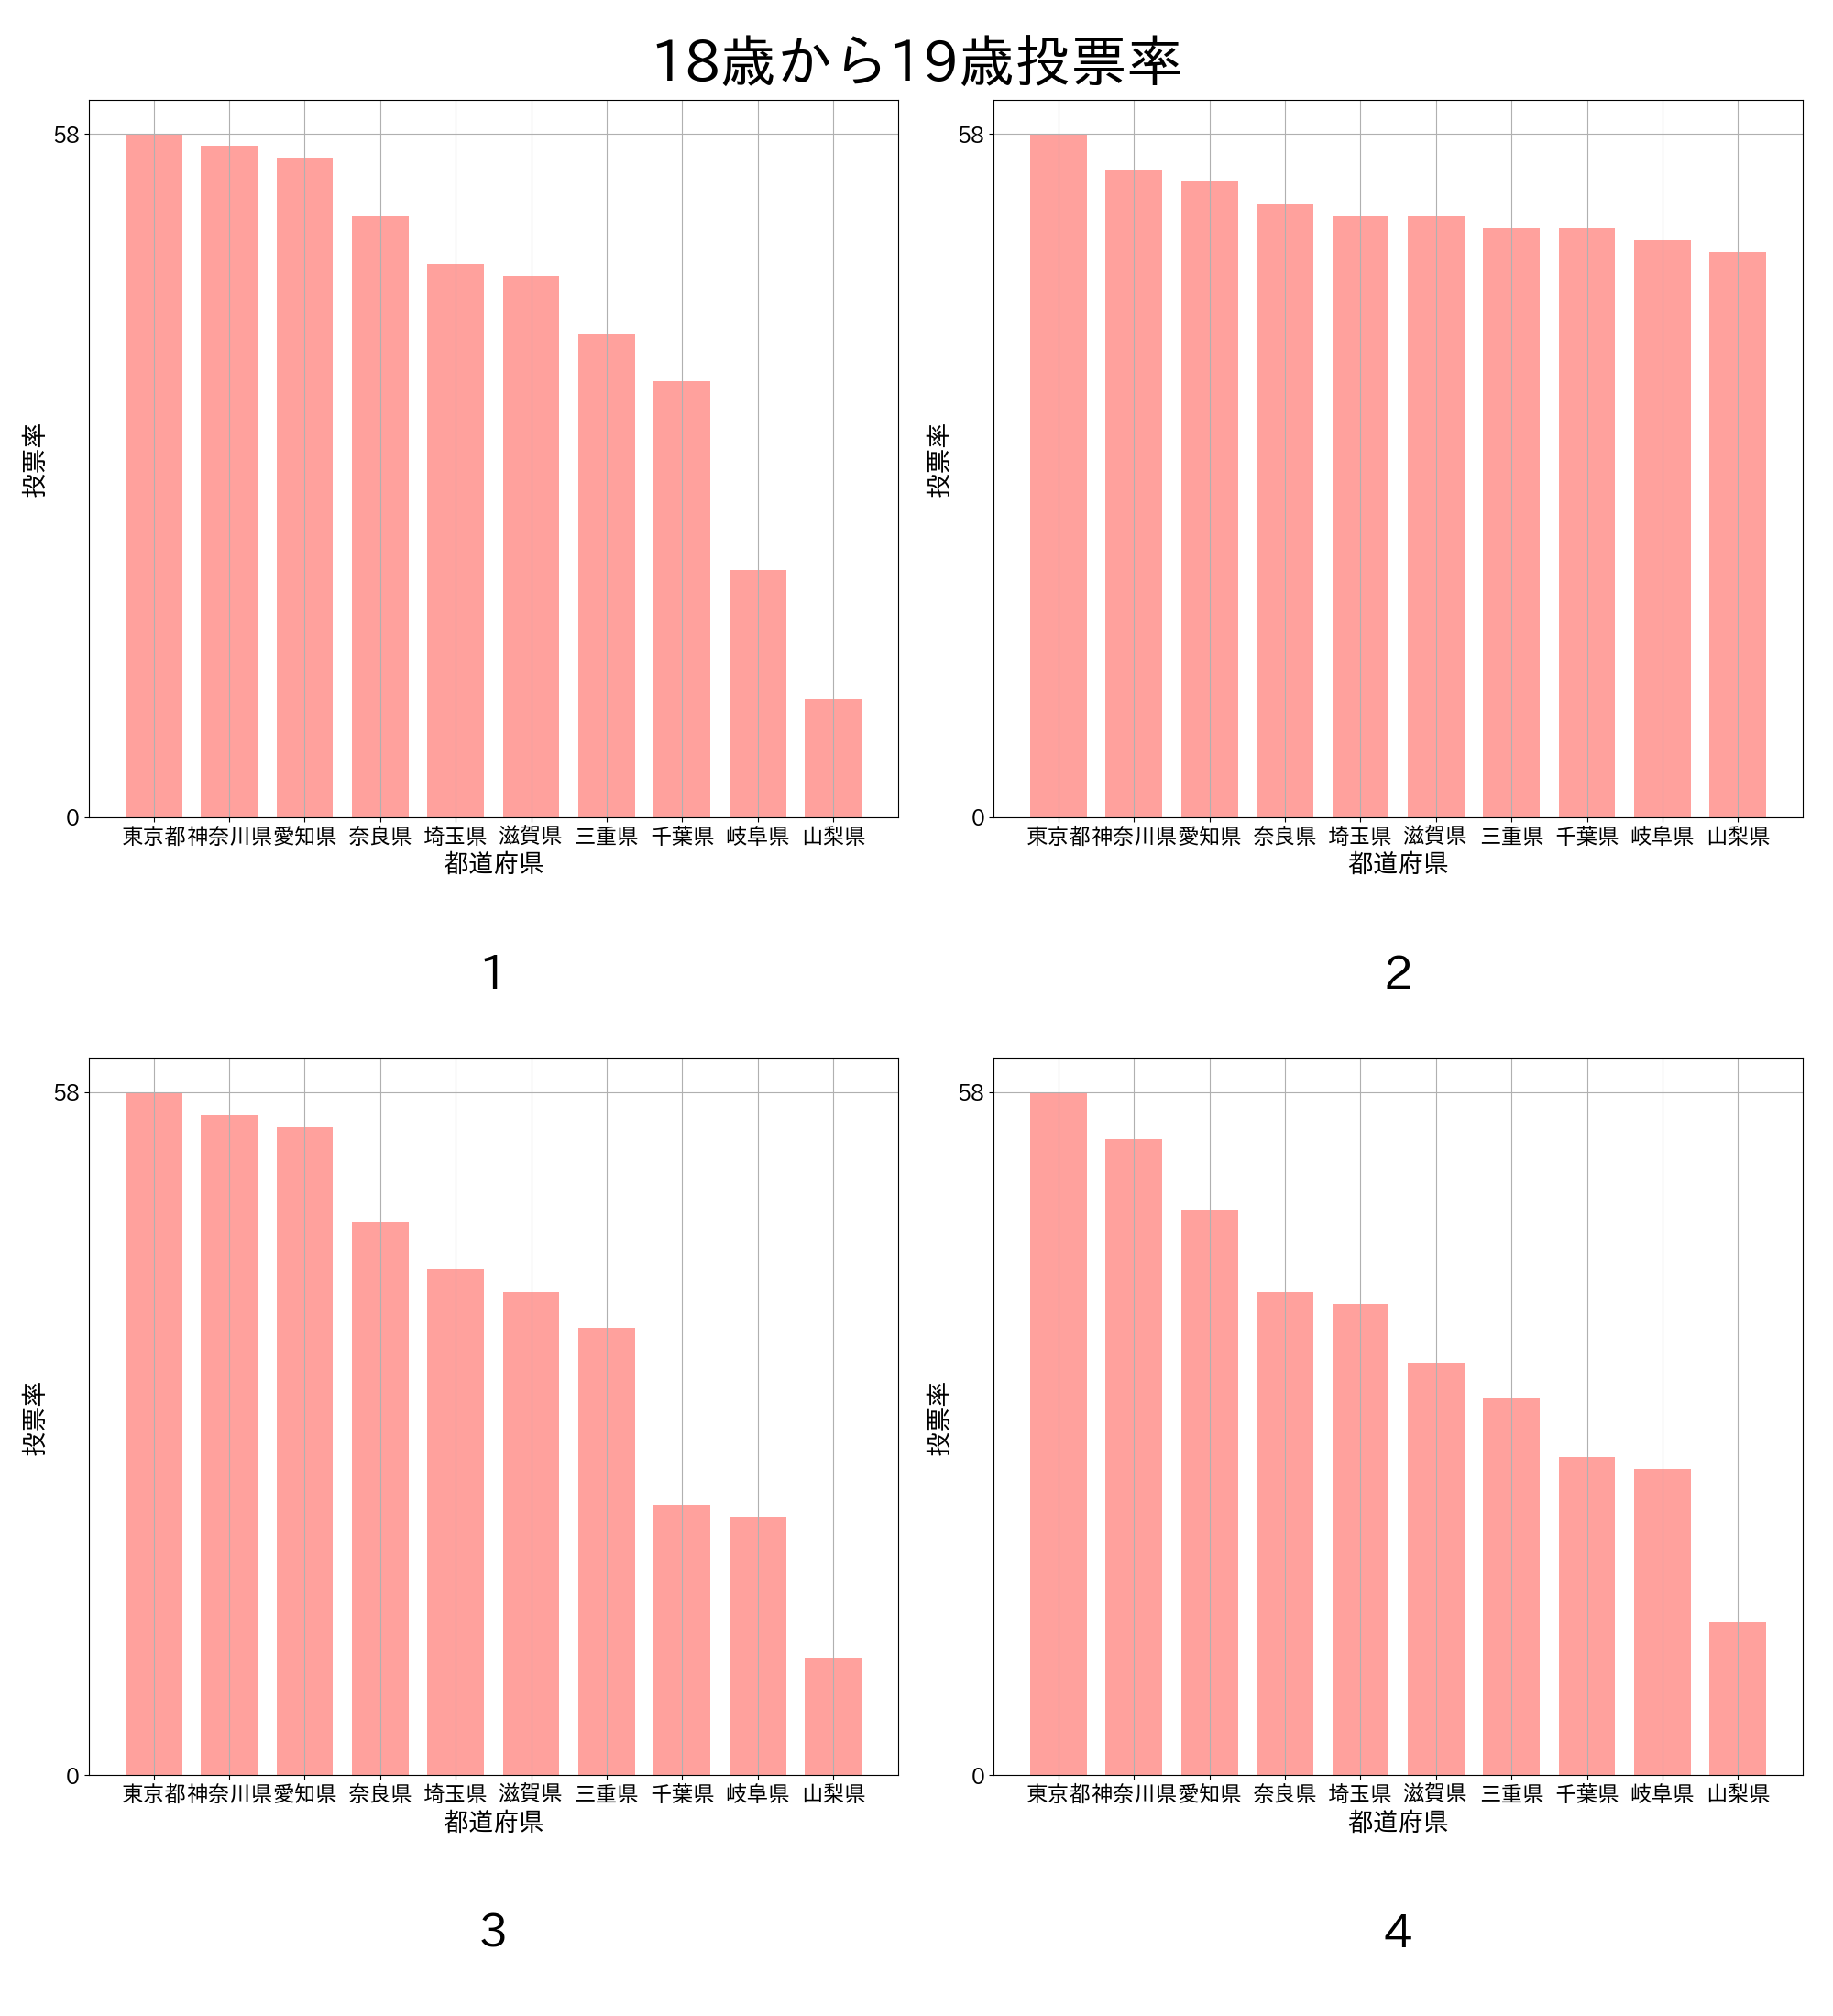 18歳から19歳投票率
58
0
投票率
東京都 神奈川県 愛知県 奈良県 埼玉県 滋賀県 三重県 千葉県 岐阜県 山梨県
都道府県
1
58
0
投票率
東京都 神奈川県 愛知県 奈良県 埼玉県 滋賀県 三重県 千葉県 岐阜県 山梨県
都道府県
2
58
0
投票率
東京都 神奈川県 愛知県 奈良県 埼玉県 滋賀県 三重県 千葉県 岐阜県 山梨県
都道府県
3
58
0
投票率
東京都 神奈川県 愛知県 奈良県 埼玉県 滋賀県 三重県 千葉県 岐阜県 山梨県
都道府県
4